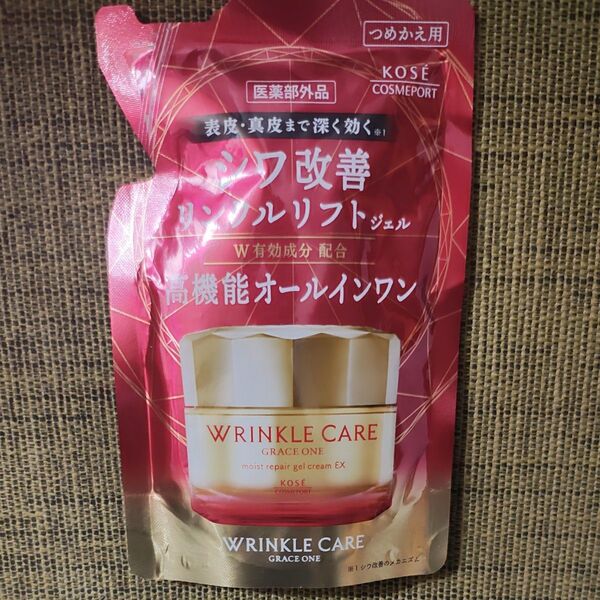 つめかえ用
KOSÉ
COSMEPORT
医薬部外品
表皮・真皮まで深く効く※1
シワ改善
リンクルリフトジェル
W有効成分 配合
高機能オールインワン
WRINKLE CARE
GRACE ONE
moist repair gel cream EX
KOSÉ
COSMEPORT
WRINKLE CARE
GRACE ONE
※1 シワ改善のメカニズム